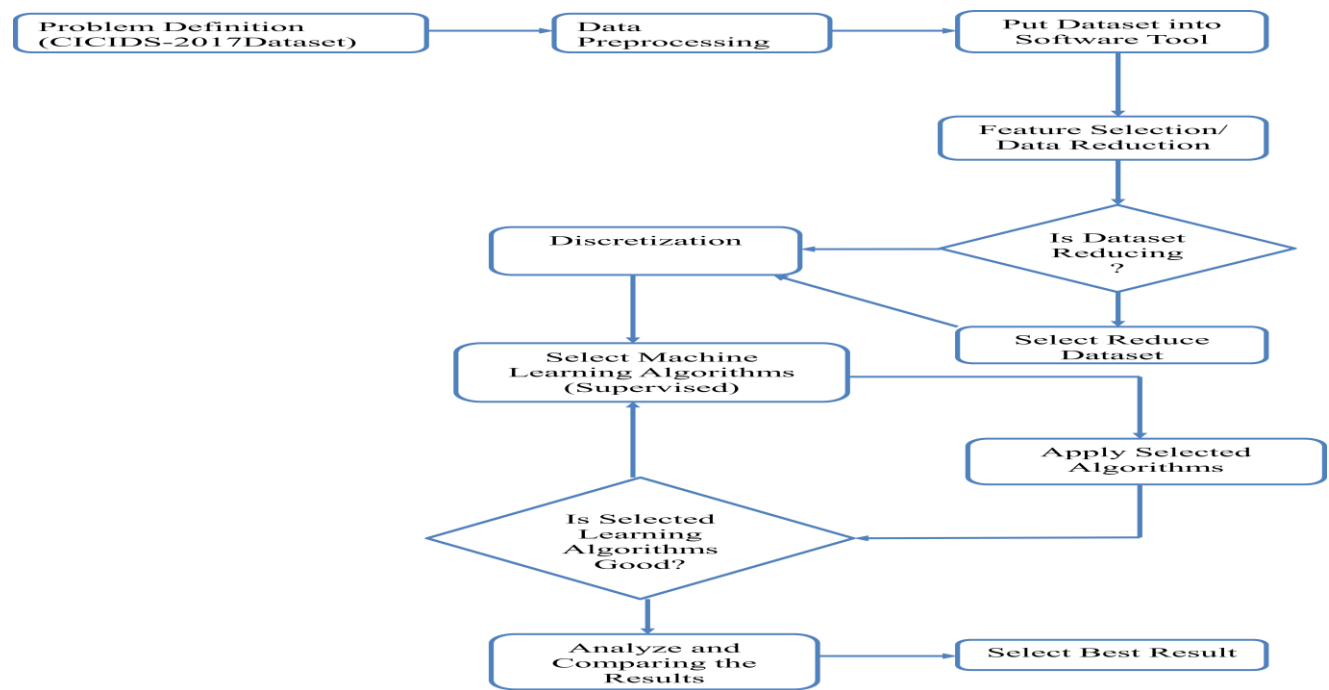 Problem Definition
(CICIDS-2017Dataset)
Data
Preprocessing
Put Dataset into
Software Tool
Feature Selection/
Data Reduction
Is Dataset
Reducing
?
Discretization
Select Reduce
Dataset
Select Machine
Learning Algorithms
(Supervised)
Apply Selected
Algorithms
Is Selected
Learning
Algorithms
Good?
Analyze and
Comparing the
Results
Select Best Result